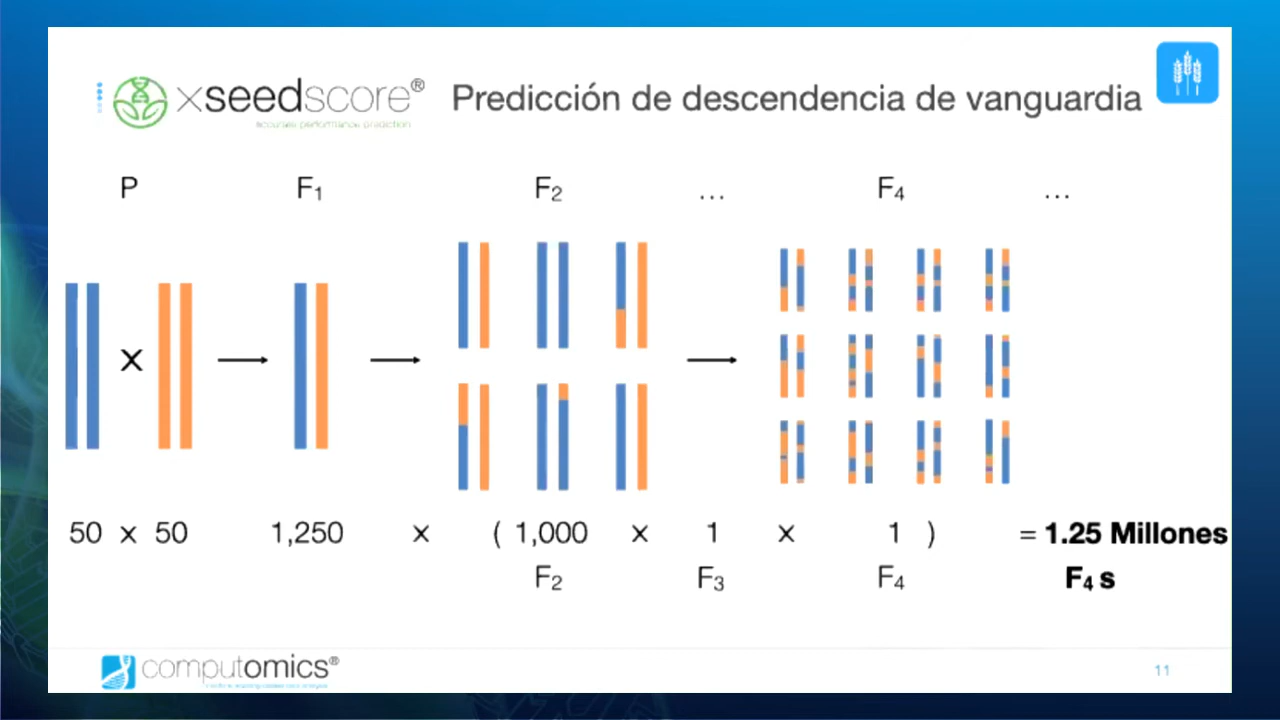 xseedscore® Predicción de descendencia de vanguardia
accurate performance prediction
P F₁ F₂ ... F₄ ...
x
50 x 50 1,250 x ( 1,000 x 1 x 1 ) = 1.25 Millones
F₂ F₃ F₄ F₄ s
computomics®
11